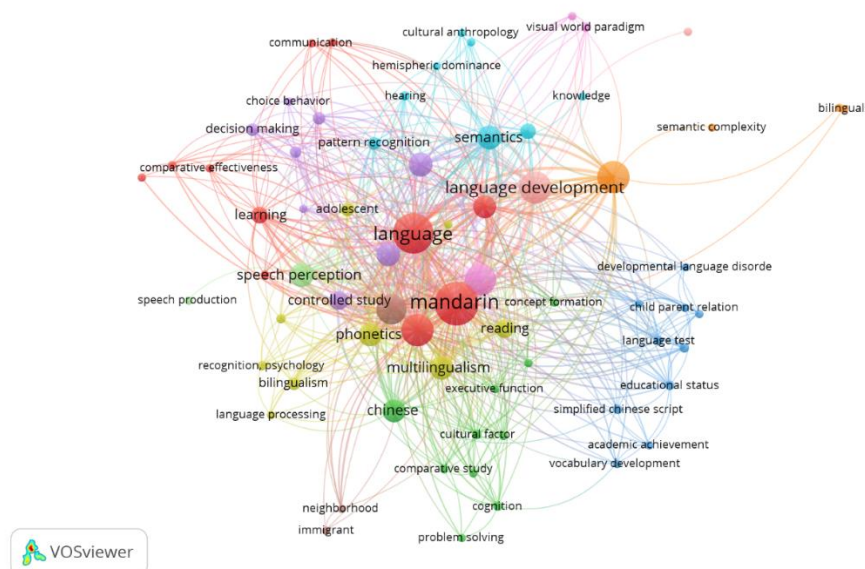 communication
cultural anthropology
visual world paradigm
hemispheric dominance
choice behavior
hearing
knowledge
bilingual
decision making
pattern recognition
semantics
semantic complexity
comparative effectiveness
language development
learning
adolescent
language
speech perception
developmental language disorde
speech production
controlled study
mandarin
concept formation
child parent relation
phonetics
reading
language test
recognition, psychology
multilingualism
bilingualism
executive function
educational status
language processing
chinese
simplified chinese script
cultural factor
academic achievement
comparative study
vocabulary development
neighborhood
cognition
immigrant
problem solving
VOSviewer